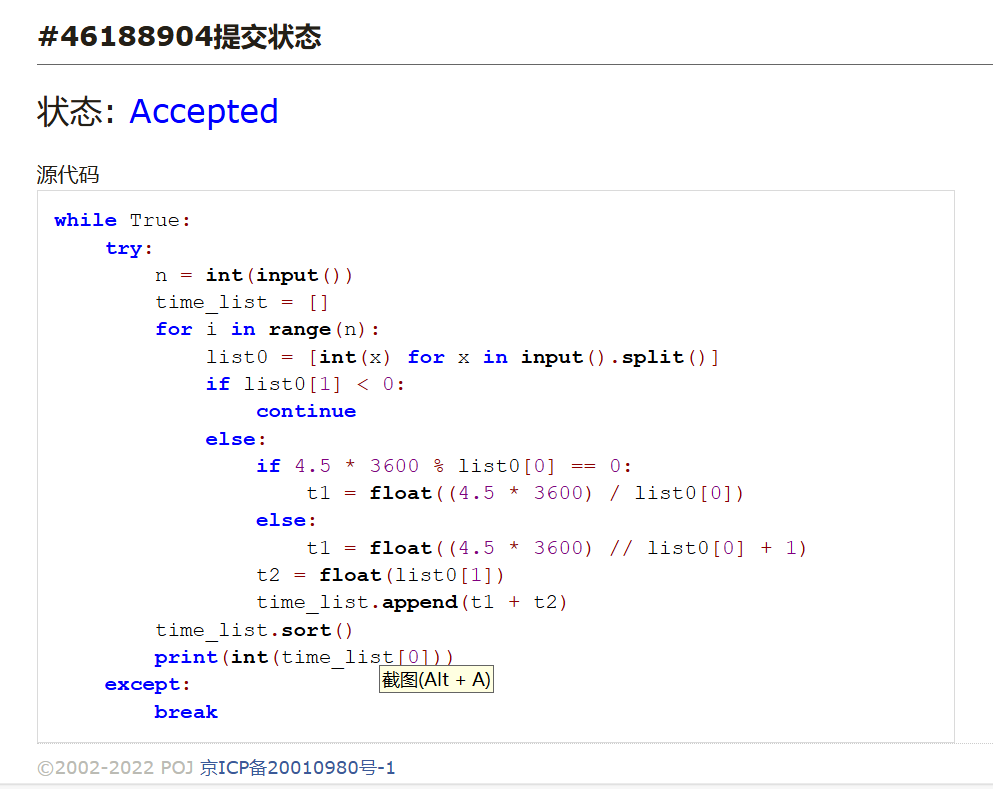 #46188904提交状态
状态: Accepted
源代码
while True:
    try:
        n = int(input())
        time_list = []
        for i in range(n):
            list0 = [int(x) for x in input().split()]
            if list0[1] < 0:
                continue
            else:
                if 4.5 * 3600 % list0[0] == 0:
                    t1 = float((4.5 * 3600) / list0[0])
                else:
                    t1 = float((4.5 * 3600) // list0[0] + 1)
                t2 = float(list0[1])
                time_list.append(t1 + t2)
        time_list.sort()
        print(int(time_list[0]))
截图(Alt + A)
    except:
        break
©2002-2022 POJ 京ICP备20010980号-1